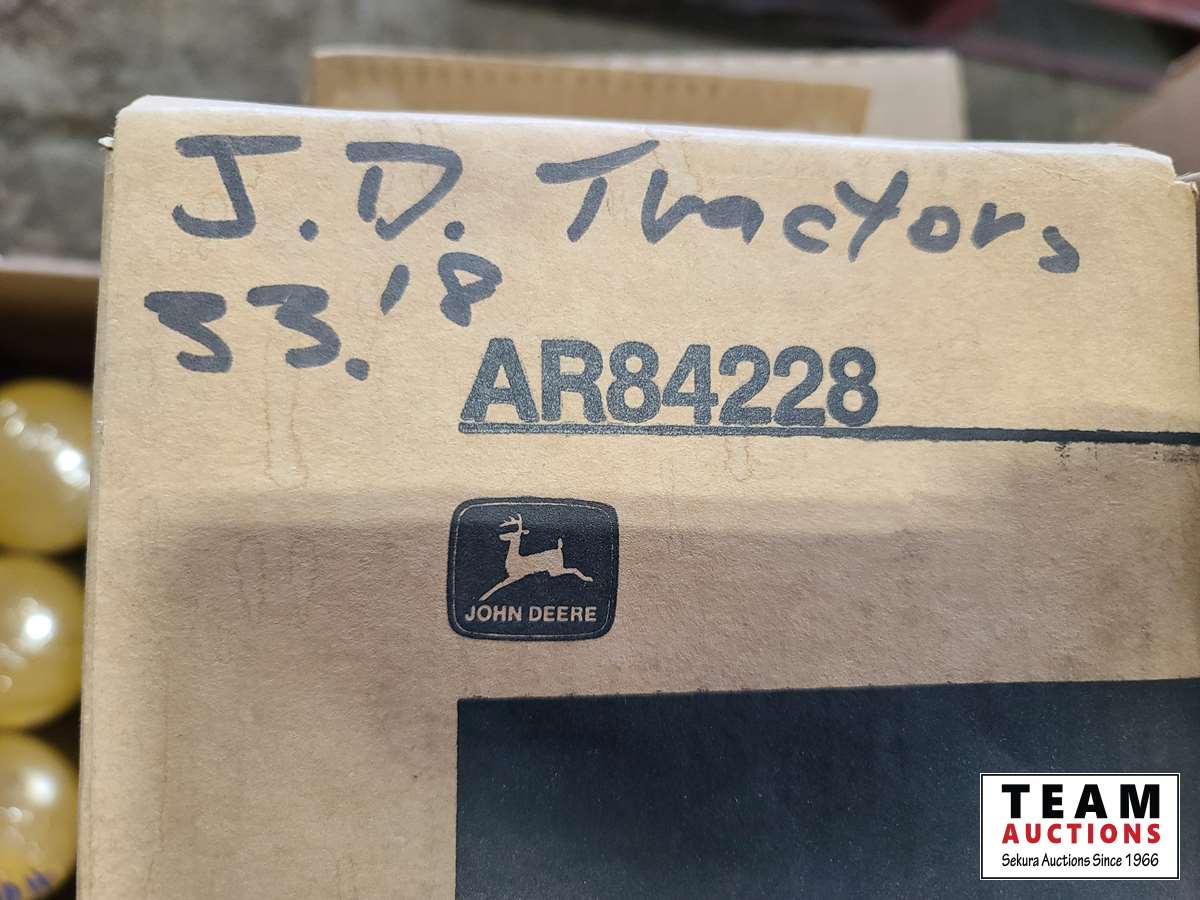 J.D. Tractors
33.18
AR84228
JOHN DEERE
TEAM
AUCTIONS
Sekura Auctions Since 1966